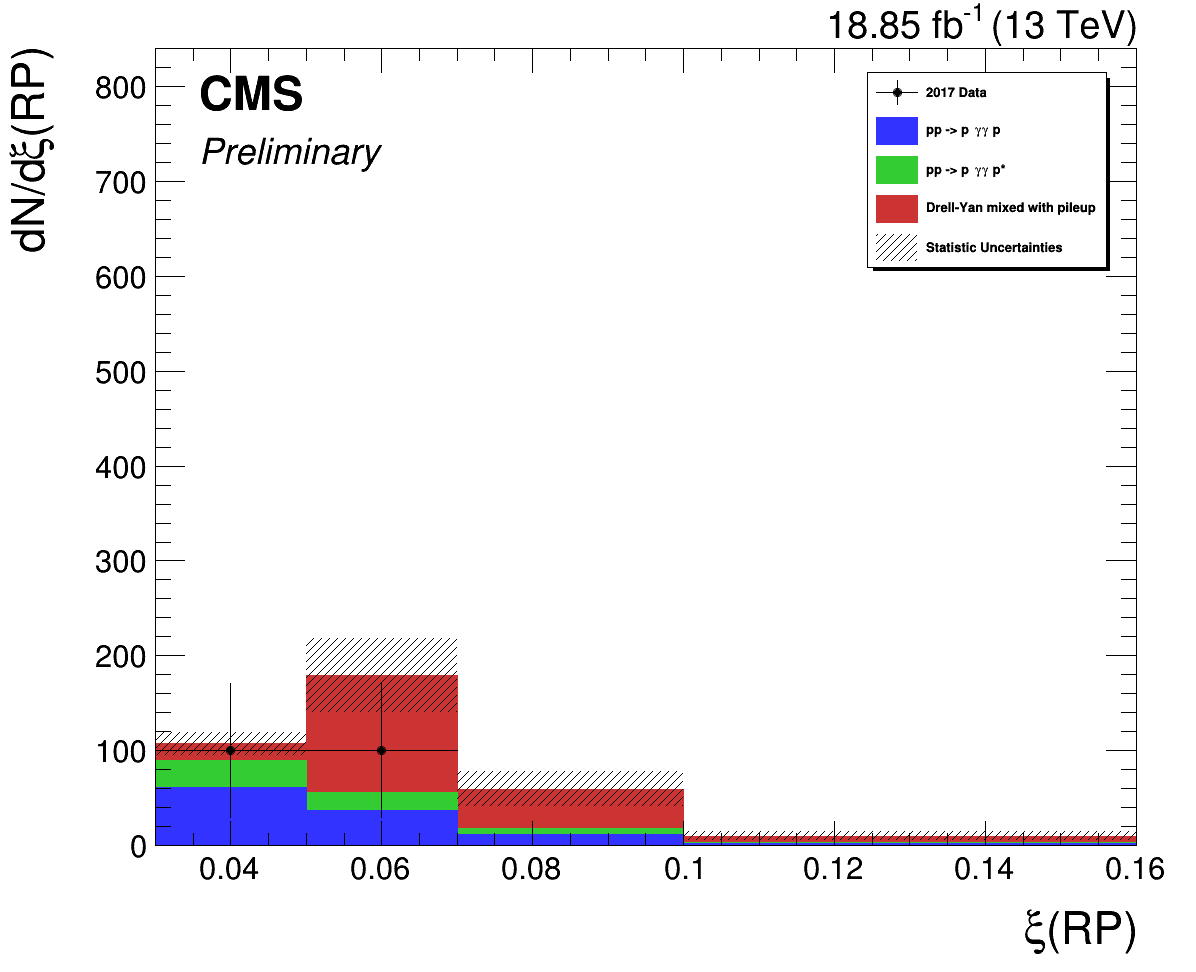 18.85 fb⁻¹ (13 TeV)
dN/dξ(RP)
CMS
Preliminary
2017 Data
pp -> p γγ p
pp -> p γγ p*
Drell-Yan mixed with pileup
Statistic Uncertainties
800
700
600
500
400
300
200
100
0
0.04 0.06 0.08 0.1 0.12 0.14 0.16
ξ(RP)